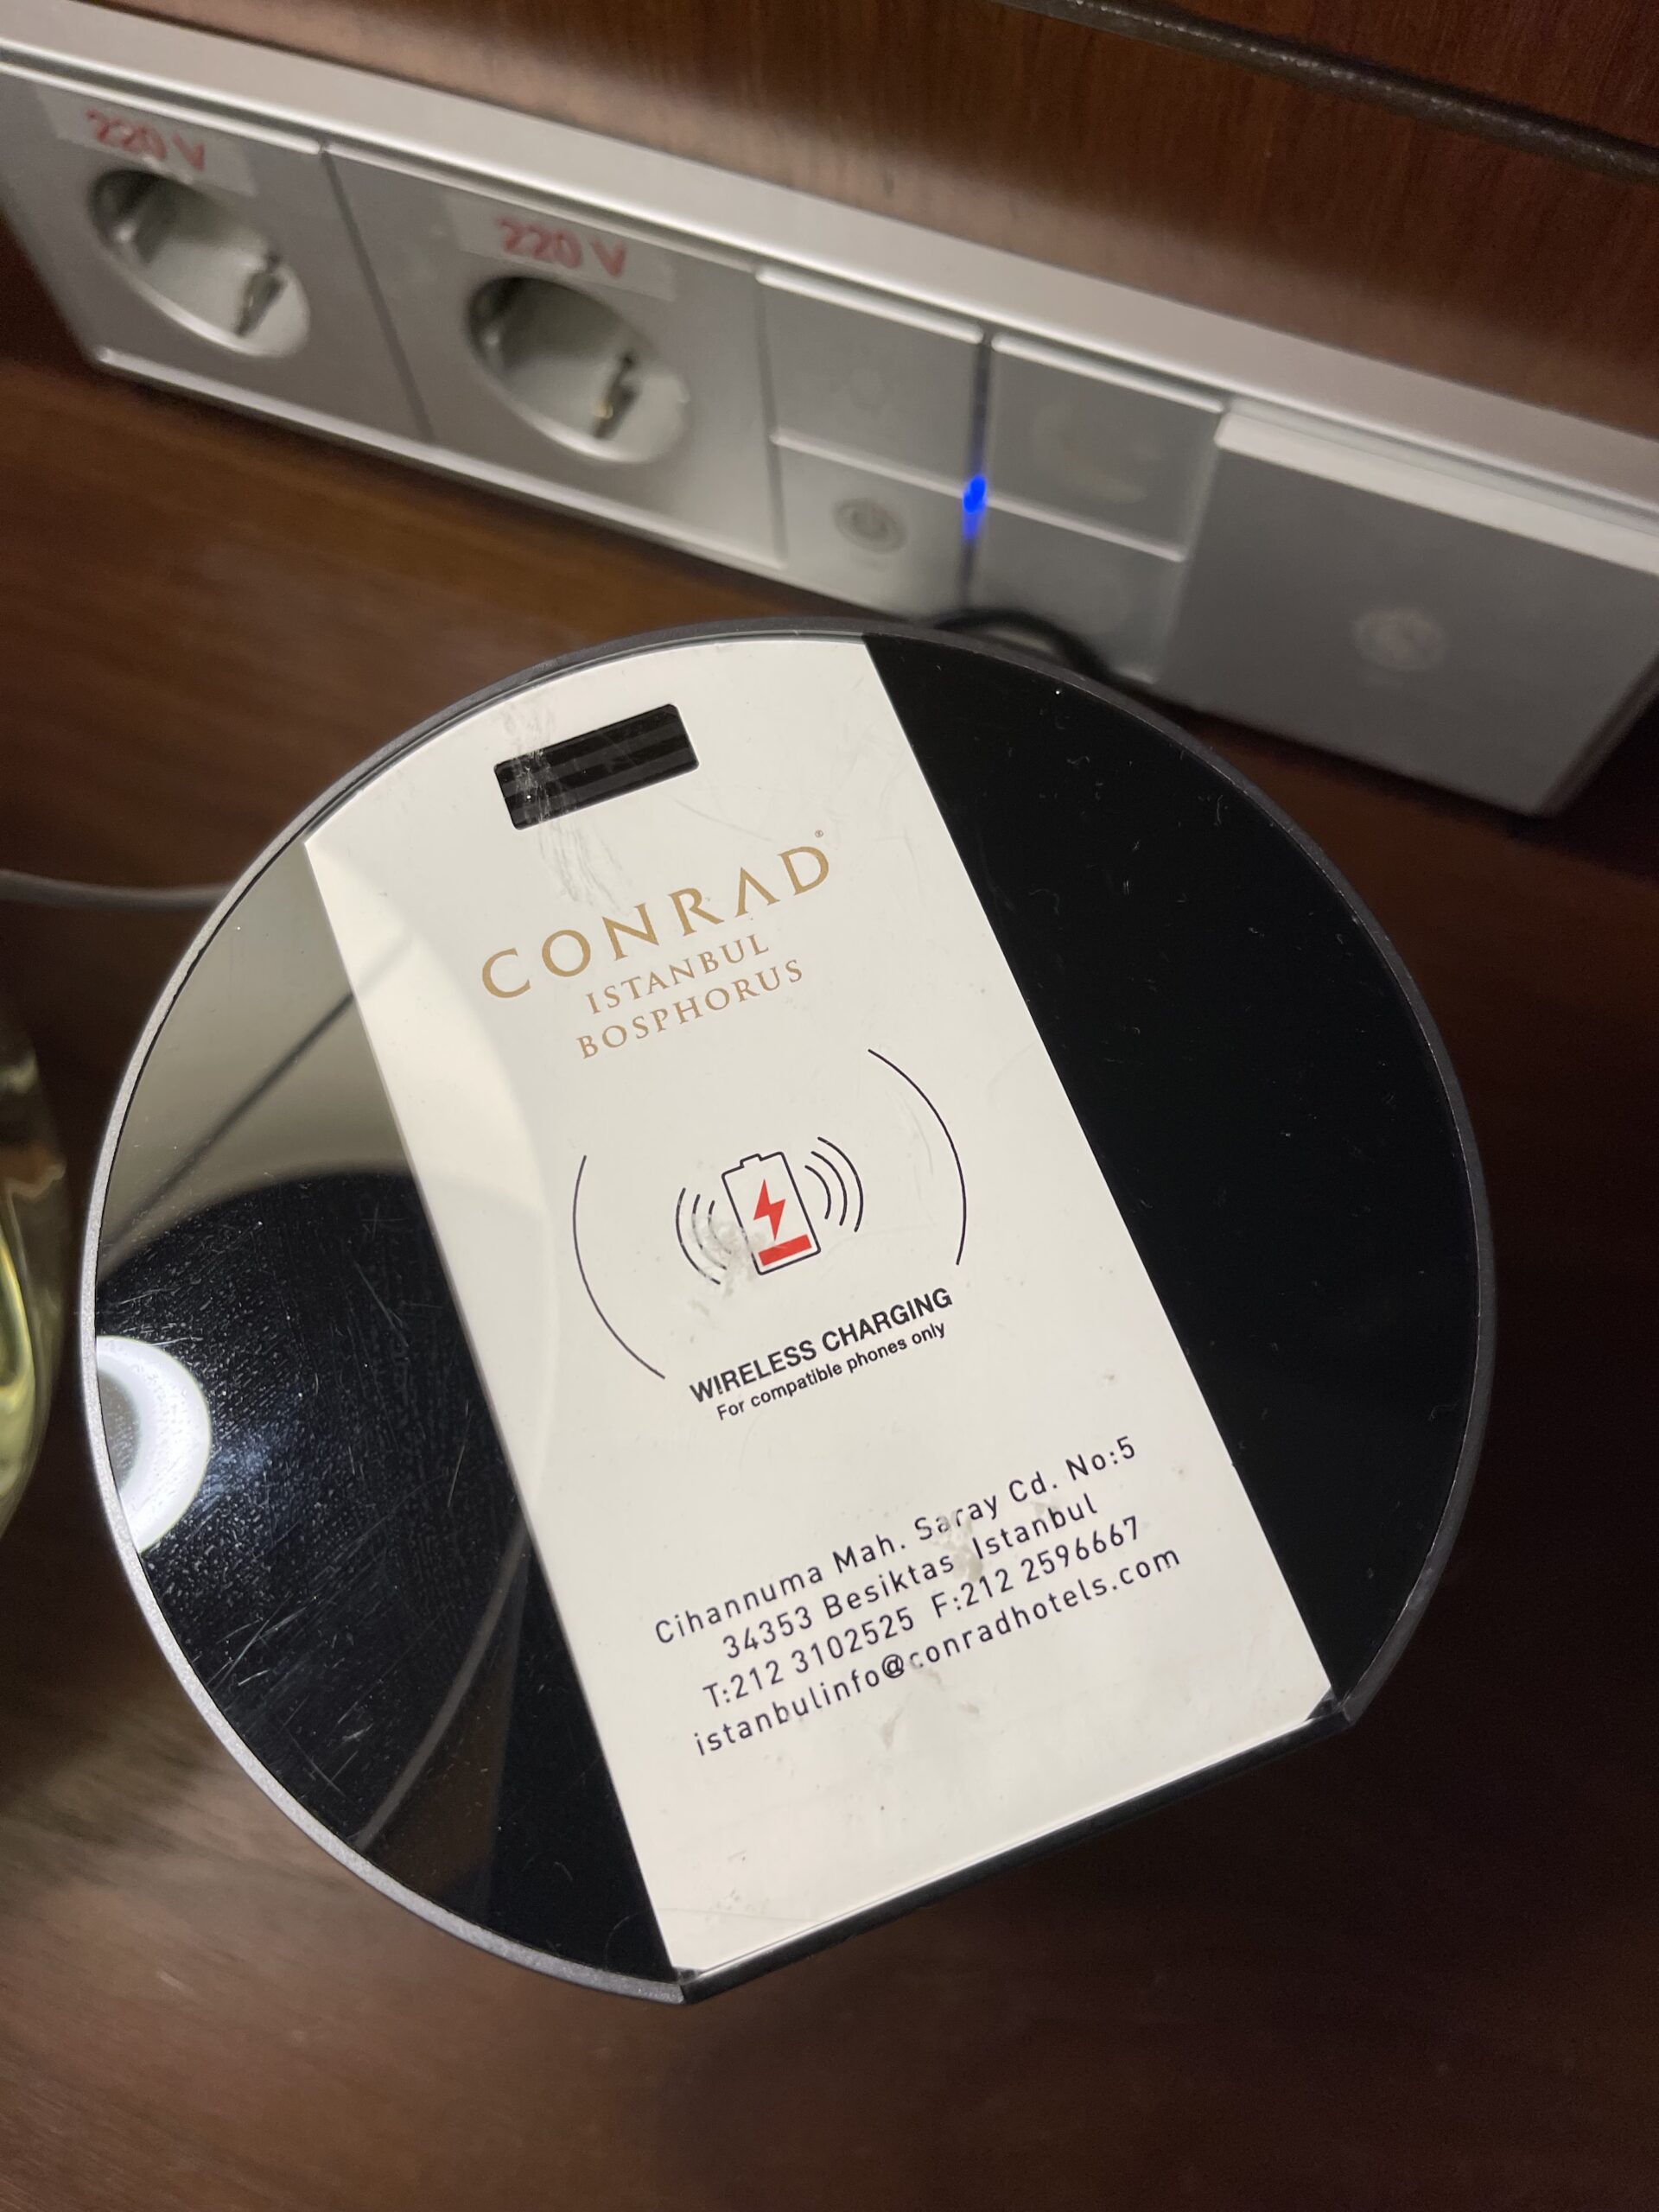 220 V
220 V
CONRAD
ISTANBUL
BOSPHORUS
WIRELESS CHARGING
For compatible phones only
Cihannuma Mah. Saray Cd. No:5
34353 Besiktas Istanbul
T:212 3102525 F:212 2596667
istanbulinfo@conradhotels.com